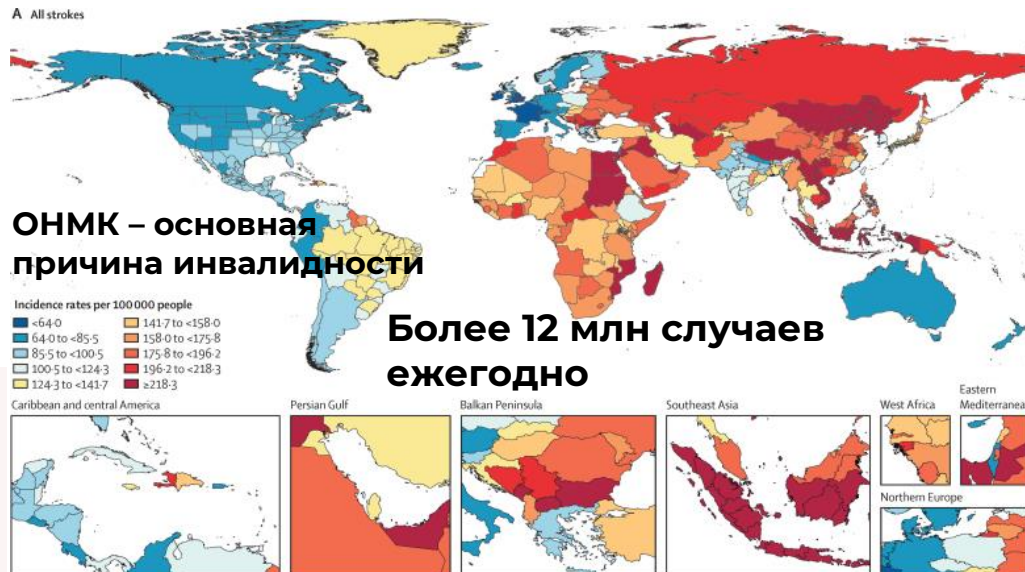 A All strokes
ОНМК – основная
причина инвалидности
Incidence rates per 100 000 people
<64·0
64·0 to <85·5
85·5 to <100·5
100·5 to <124·3
124·3 to <141·7
141·7 to <158·0
158·0 to <175·8
175·8 to <196·2
196·2 to <218·3
≥218·3
Более 12 млн случаев
ежегодно
Caribbean and central America
Persian Gulf
Balkan Peninsula
Southeast Asia
West Africa
Eastern
Mediterranean
Northern Europe